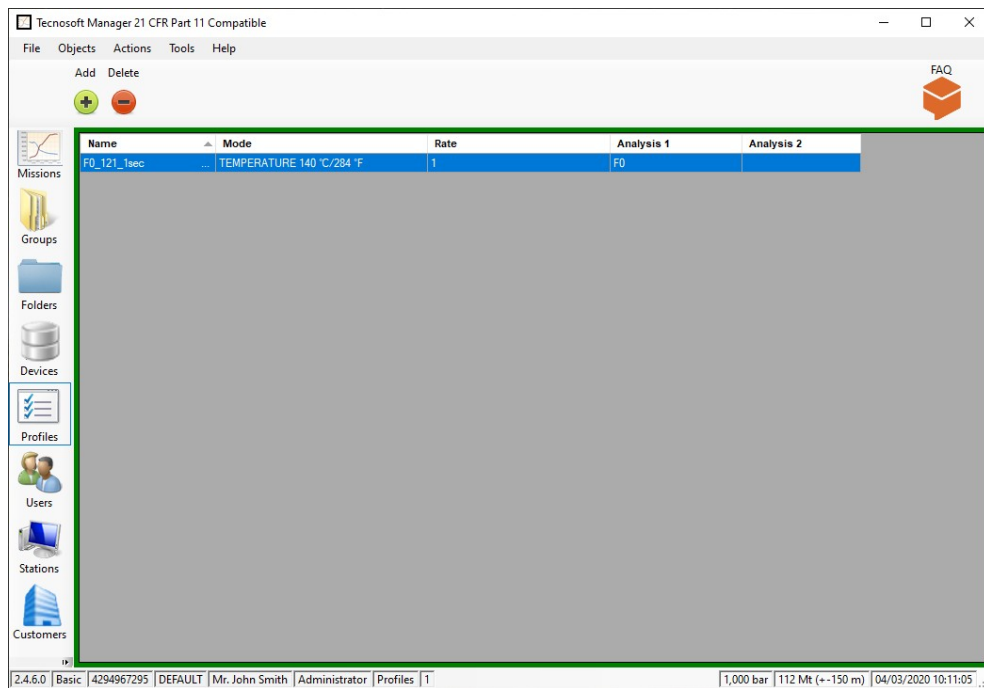 Tecnosoft Manager 21 CFR Part 11 Compatible
File Objects Actions Tools Help
Add Delete FAQ
Name Mode Rate Analysis 1 Analysis 2
F0_121_1sec ... TEMPERATURE 140 °C/284 °F 1 F0
Missions
Groups
Folders
Devices
Profiles
Users
Stations
Customers
2.4.6.0 Basic 4294967295 DEFAULT Mr. John Smith Administrator Profiles 1 1,000 bar 112 Mt (+-150 m) 04/03/2020 10:11:05